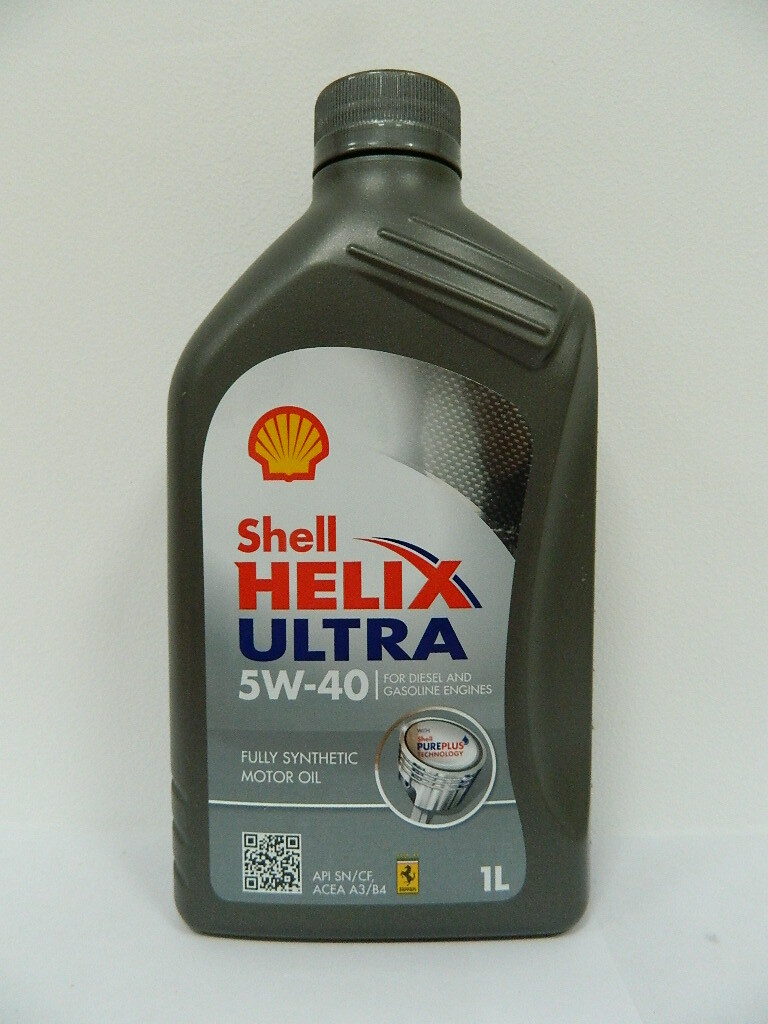 Shell
HELIX
ULTRA
5W-40
FOR DIESEL AND
GASOLINE ENGINES
WITH
Shell
PUREPLUS
TECHNOLOGY
FULLY SYNTHETIC
MOTOR OIL
API SN/CF,
ACEA A3/B4
Ferrari
1L